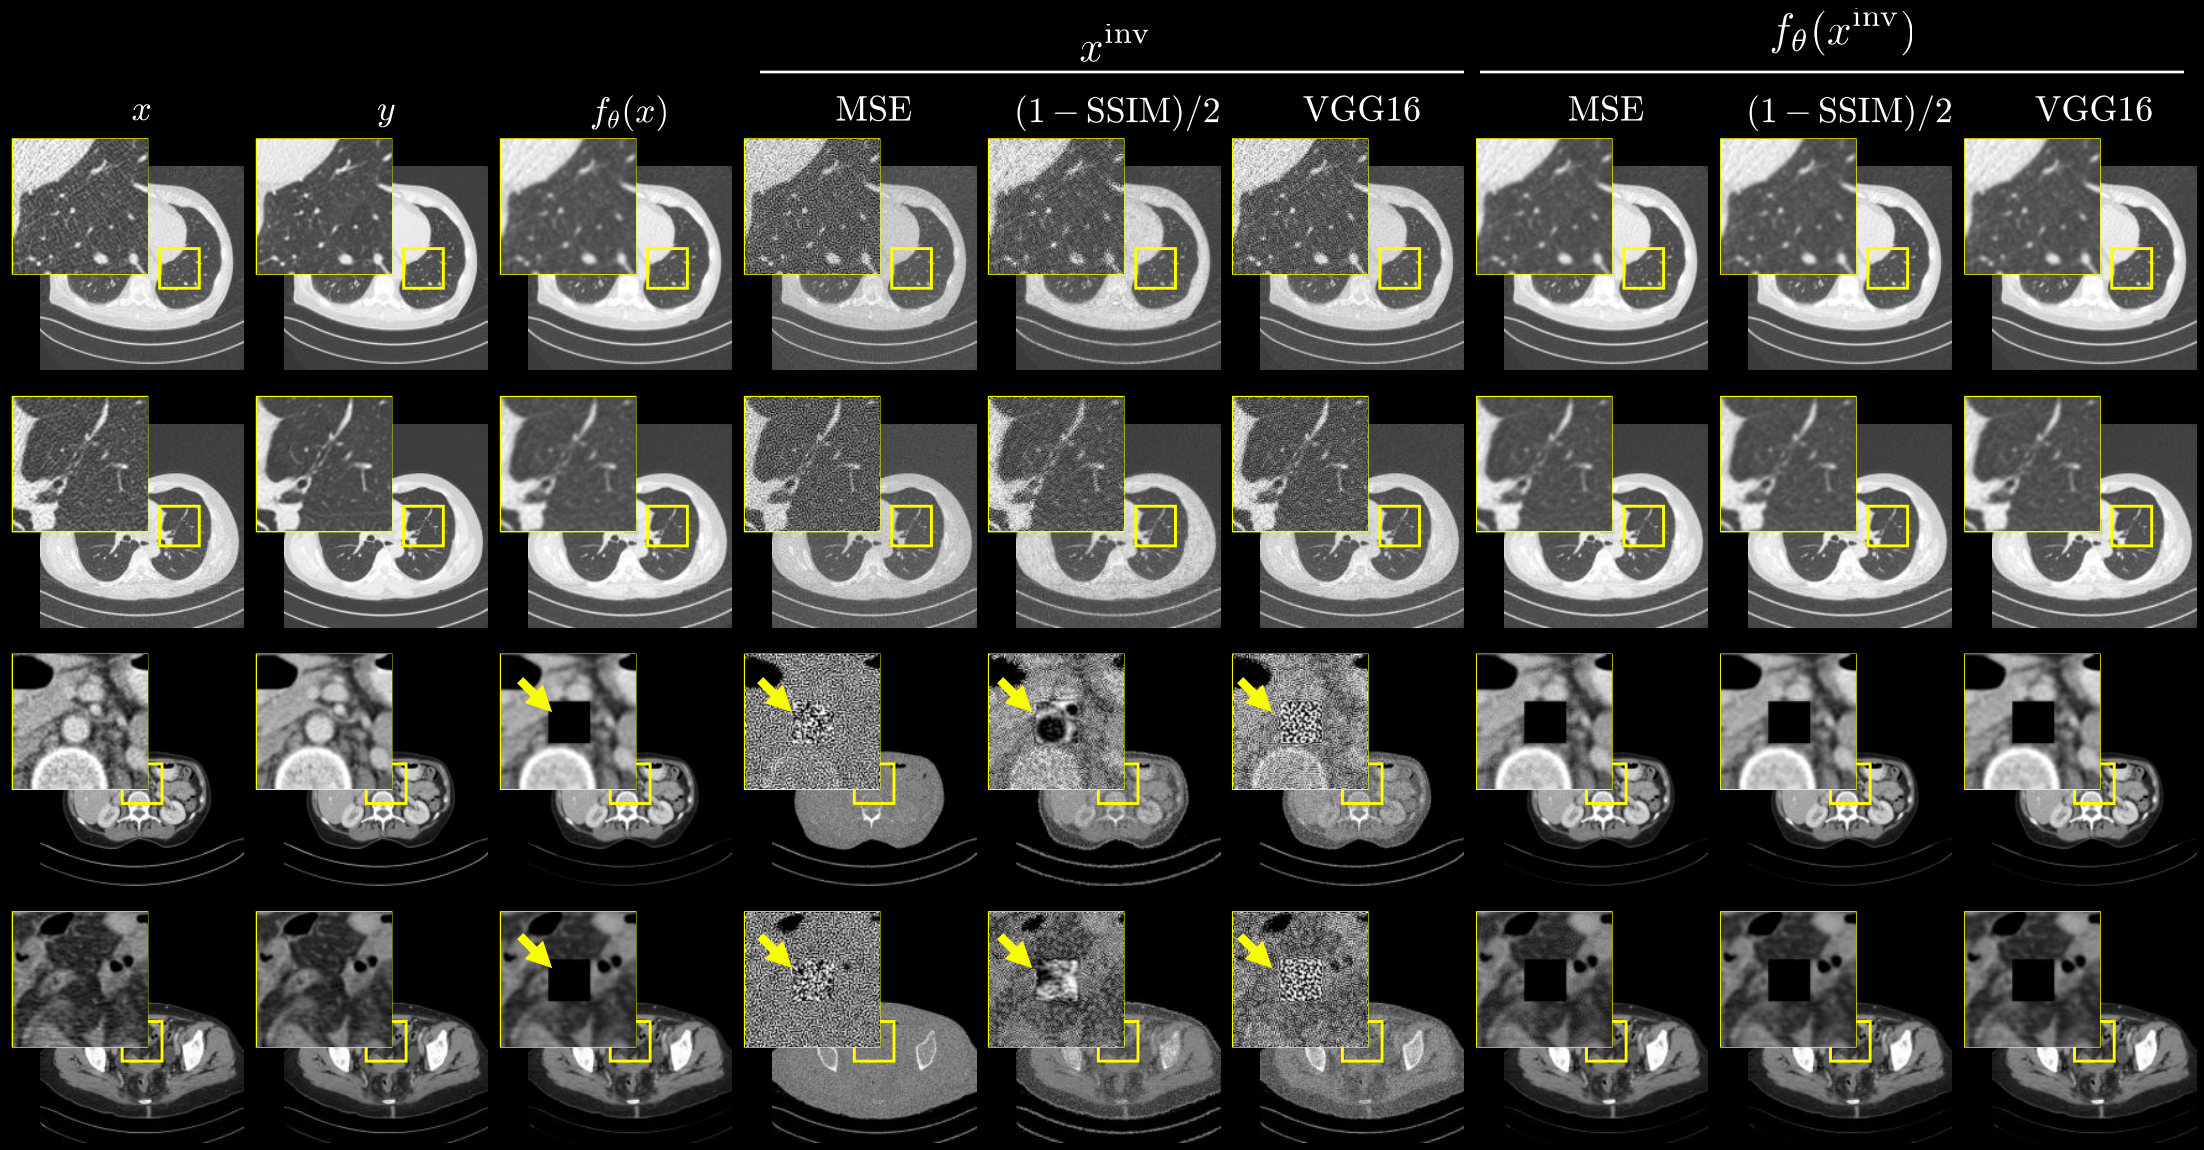 x^inv f_θ(x^inv)
x y f_θ(x) MSE (1 − SSIM)/2 VGG16 MSE (1 − SSIM)/2 VGG16